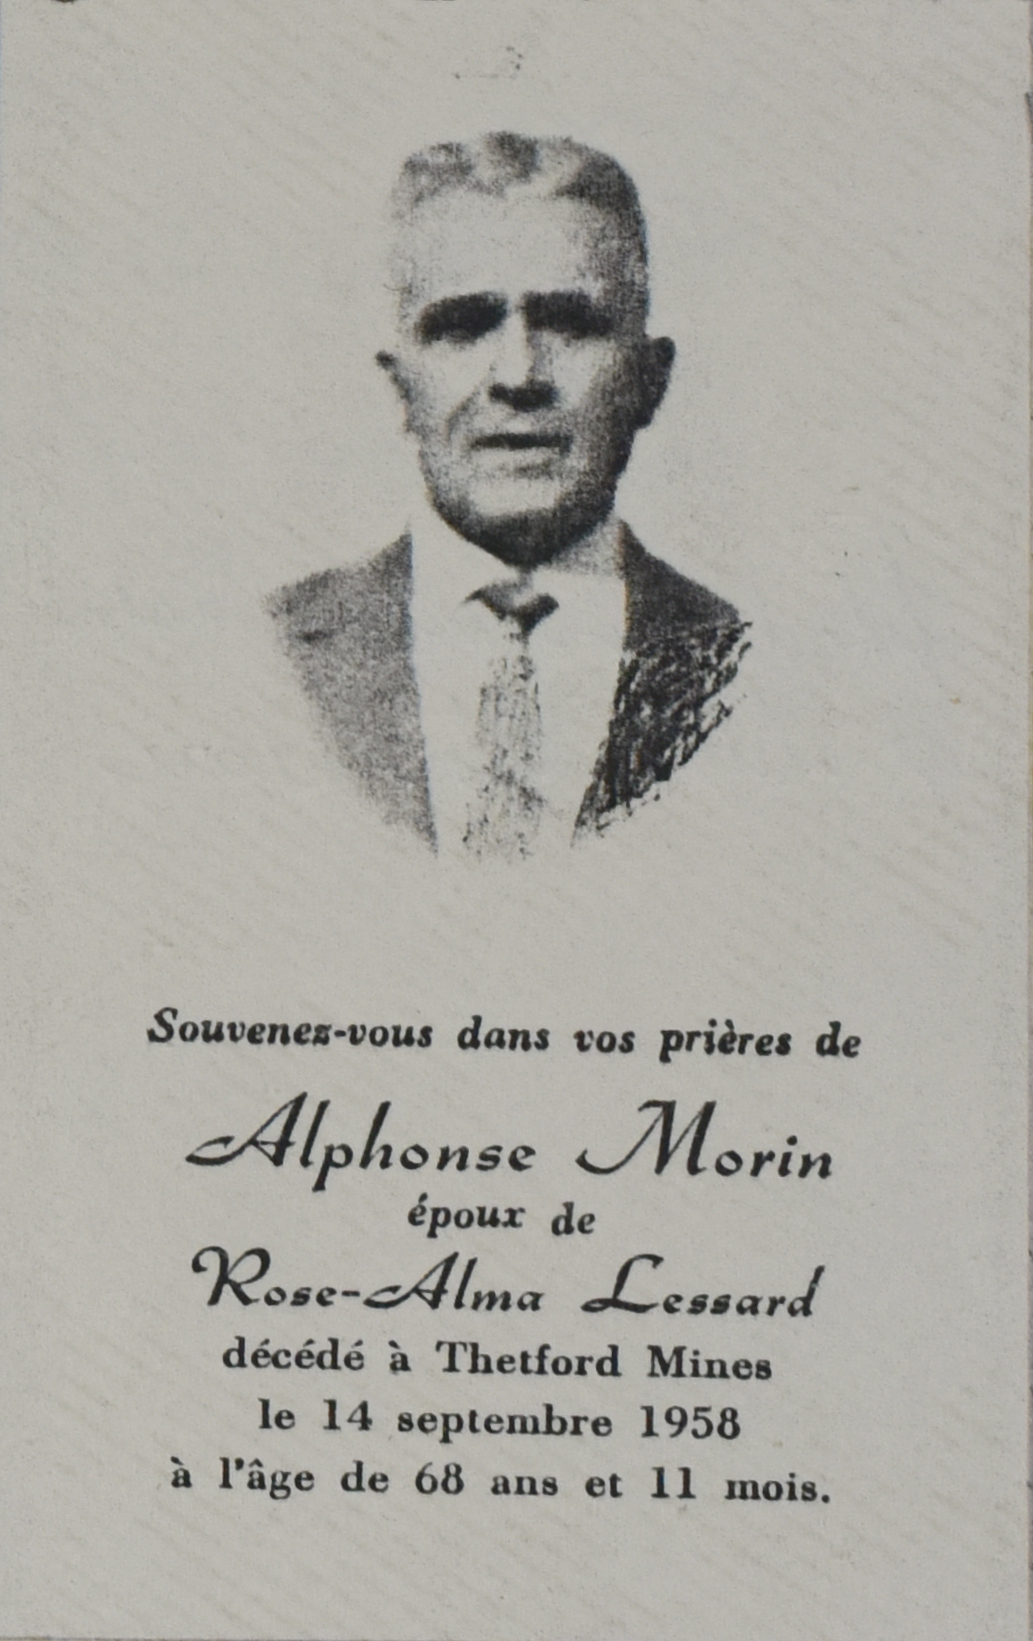 Souvenez-vous dans vos prières de
Alphonse Morin
époux de
Rose-Alma Lessard
décédé à Thetford Mines
le 14 septembre 1958
à l'âge de 68 ans et 11 mois.